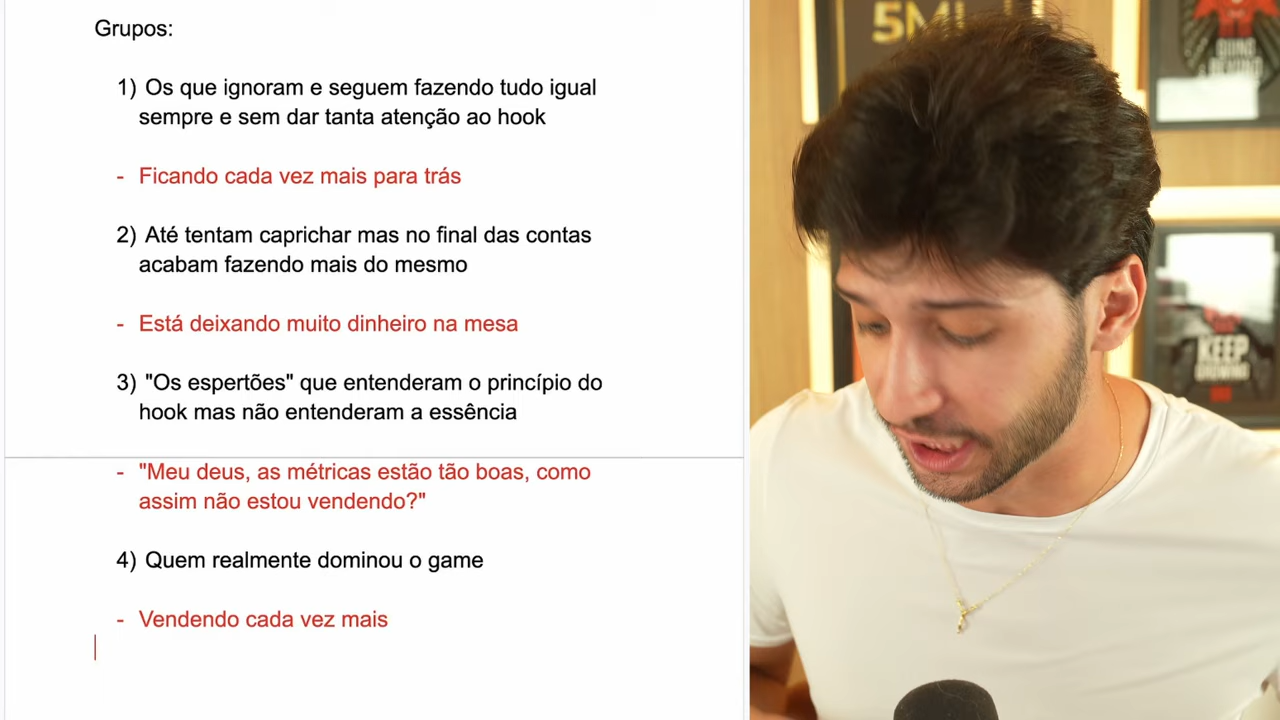 Grupos:
1) Os que ignoram e seguem fazendo tudo igual
sempre e sem dar tanta atenção ao hook
- Ficando cada vez mais para trás
2) Até tentam caprichar mas no final das contas
acabam fazendo mais do mesmo
- Está deixando muito dinheiro na mesa
3) "Os espertões" que entenderam o princípio do
hook mas não entenderam a essência
- "Meu deus, as métricas estão tão boas, como
assim não estou vendendo?"
4) Quem realmente dominou o game
- Vendendo cada vez mais
KEEP